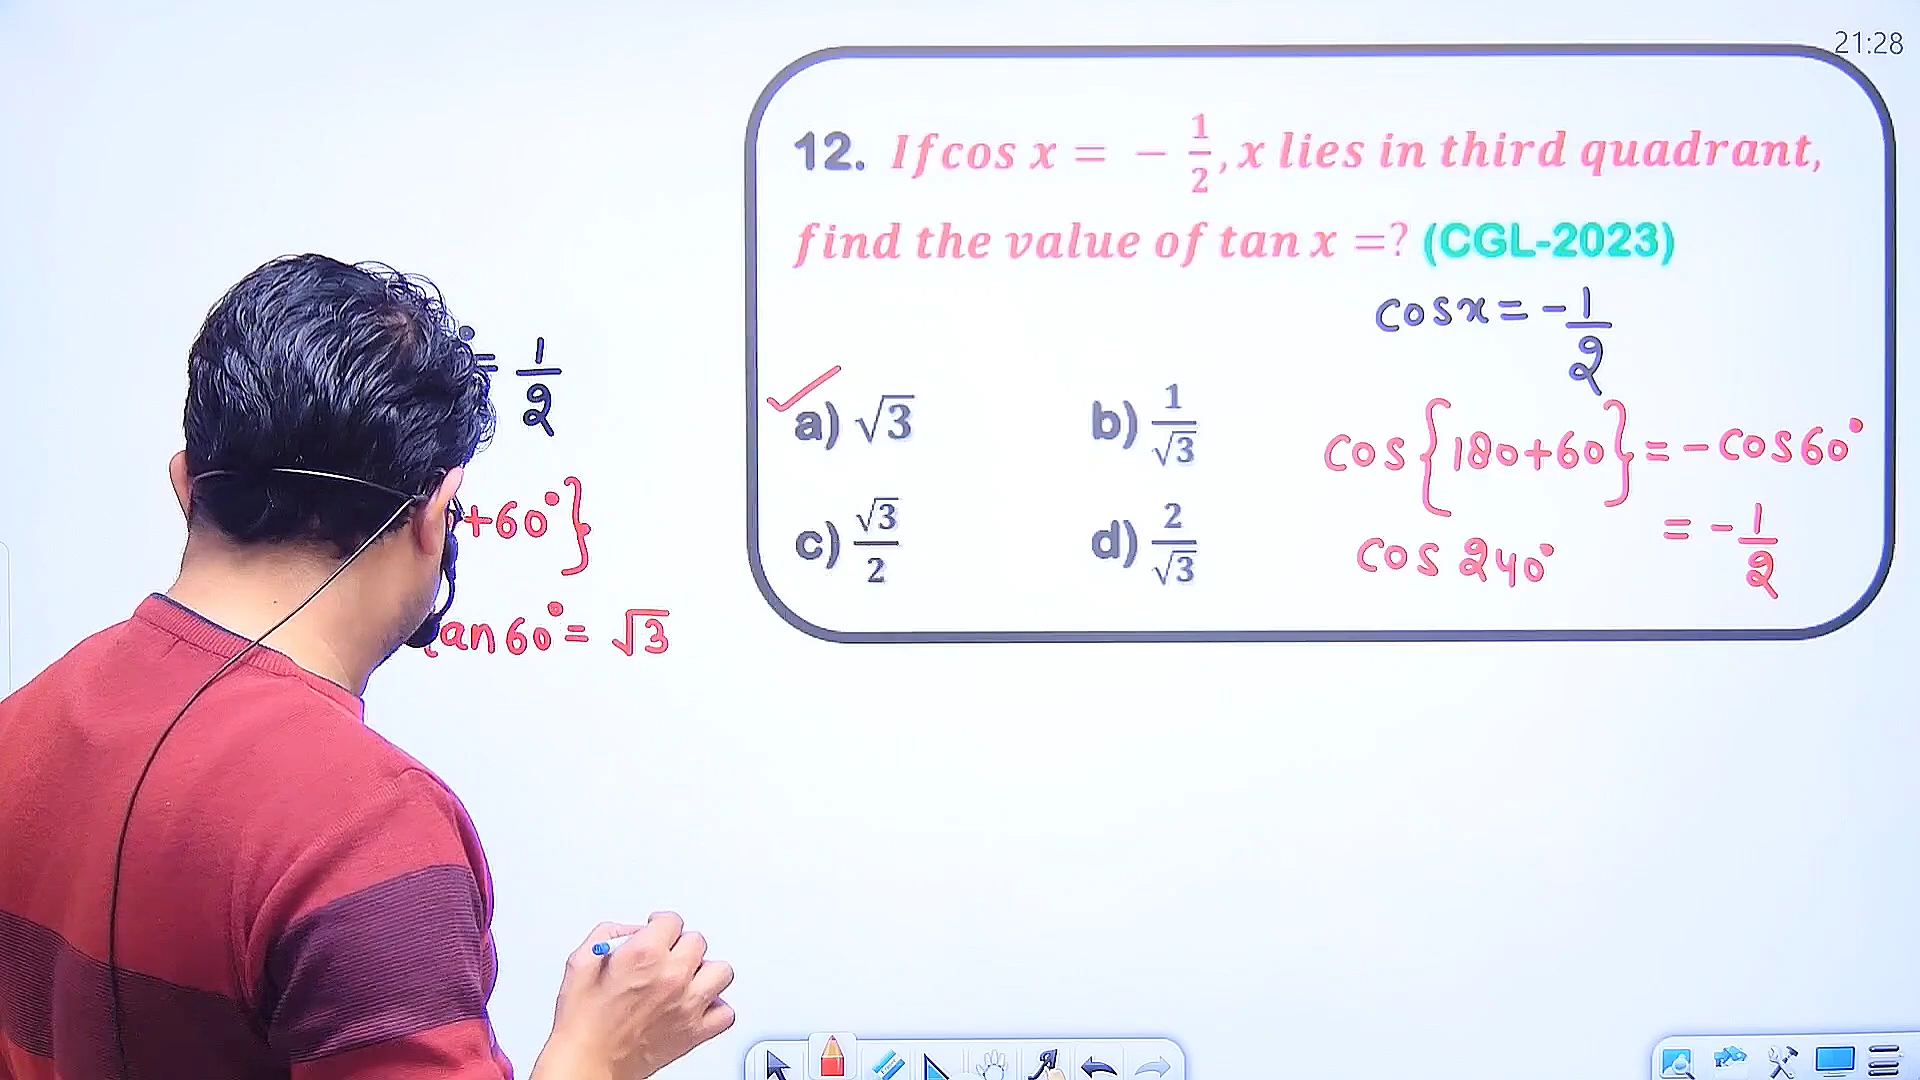 21:28
12. If cos x = - 1/2, x lies in third quadrant,
find the value of tan x =? (CGL-2023)
cos x = - 1/2
a) √3 b) 1/√3
c) √3/2 d) 2/√3
cos{180+60} = - cos60°
= - 1/2
cos 240°
° = 1/2
+60°}
tan 60° = √3